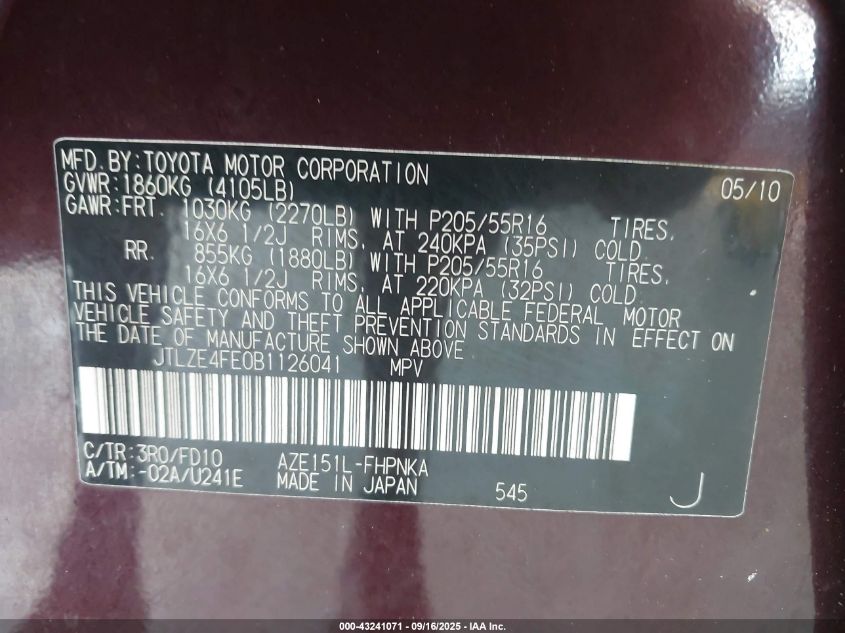 MFD. BY: TOYOTA MOTOR CORPORATION 05/10
GVWR: 1860KG (4105LB)
GAWR: FRT. 1030KG (2270LB) WITH P205/55R16 TIRES,
16X6 1/2J RIMS, AT 240KPA (35PSI) COLD.
RR. 855KG (1880LB) WITH P205/55R16 TIRES,
16X6 1/2J RIMS, AT 220KPA (32PSI) COLD.
THIS VEHICLE CONFORMS TO ALL APPLICABLE FEDERAL MOTOR
VEHICLE SAFETY AND THEFT PREVENTION STANDARDS IN EFFECT ON
THE DATE OF MANUFACTURE SHOWN ABOVE.
JTLZE4FE0B1126041 MPV
C/TR: 3R0/FD10 AZE151L-FHPNKA
A/TM: -02A/U241E MADE IN JAPAN 545 J
000-43241071 - 09/16/2025 - IAA Inc.